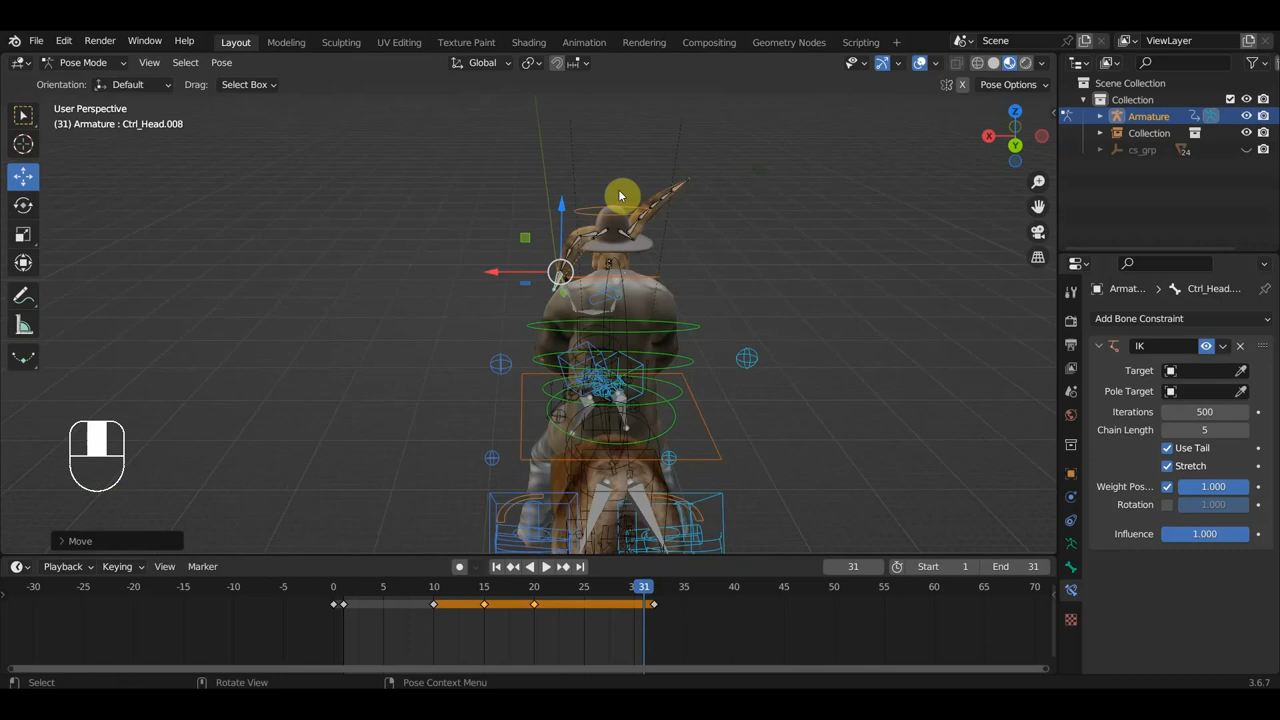 File Edit Render Window Help Layout Modeling Sculpting UV Editing Texture Paint Shading Animation Rendering Compositing Geometry Nodes Scripting + Scene ViewLayer
Pose Mode View Select Pose Global
Orientation: Default Drag: Select Box X Pose Options
User Perspective
(31) Armature : Ctrl_Head.008
Z
X
Y
Scene Collection
Collection
Armature
Collection
cs_grp 24
Armat... > Ctrl_Head....
Add Bone Constraint
IK
Target
Pole Target
Iterations 500
Chain Length 5
Use Tail
Stretch
Weight Pos... 1.000
Rotation 1.000
Influence 1.000
> Move
Playback Keying View Marker 31 Start 1 End 31
-30 -25 -20 -15 -10 -5 0 5 10 15 20 25 31 35 40 45 50 55 60 65 70
Select Rotate View Pose Context Menu 3.6.7